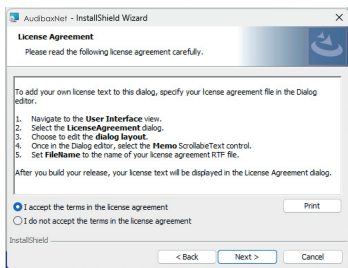 AudibaxNet - InstallShield Wizard
License Agreement
Please read the following license agreement carefully.
To add your own license text to this dialog, specify your license agreement file in the Dialog
editor.
1. Navigate to the User Interface view.
2. Select the LicenseAgreement dialog.
3. Choose to edit the dialog layout.
4. Once in the Dialog editor, select the Memo ScrollableText control.
5. Set FileName to the name of your license agreement RTF file.
After you build your release, your license text will be displayed in the License Agreement dialog.
I accept the terms in the license agreement
Print
I do not accept the terms in the license agreement
InstallShield
< Back
Next >
Cancel